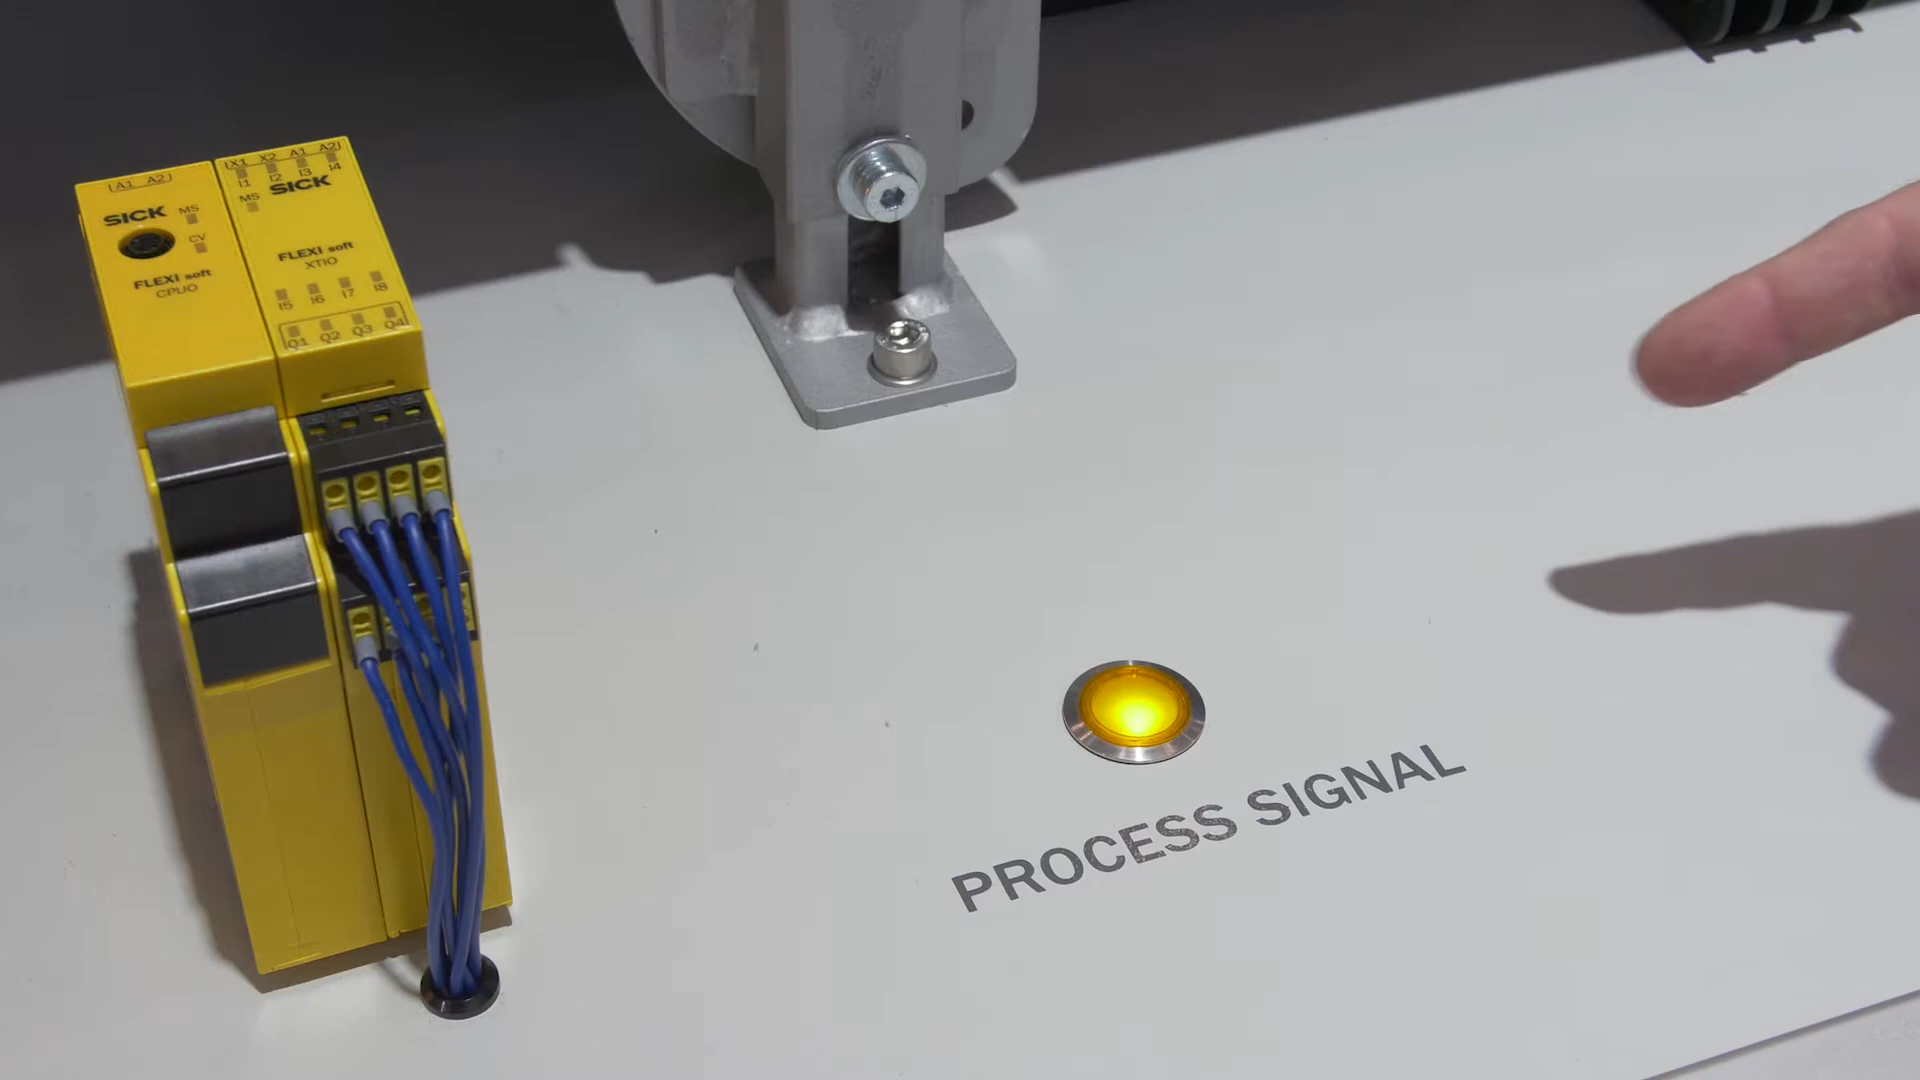 A1 A2
SICK
MS
CV
FLEXI soft
CPU0
X1 X2 A1 A2
I1 I2 I3 I4
MS
SICK
FLEXI soft
XTIO
I5 I6 I7 I8
Q1 Q2 Q3 Q4
PROCESS SIGNAL